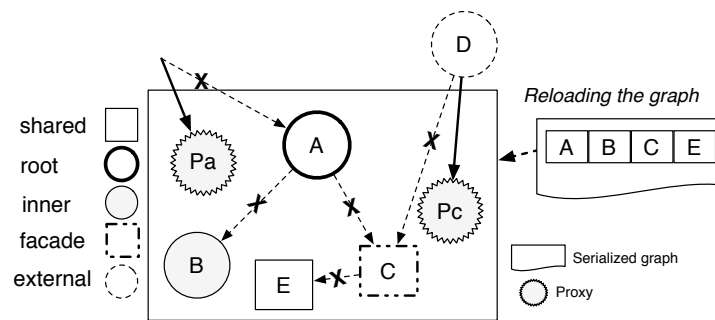 D
Reloading the graph
A B C E
shared
root
inner
facade
external
X
Pa
A
X
Pc
X
X
B
E
X
C
Serialized graph
Proxy